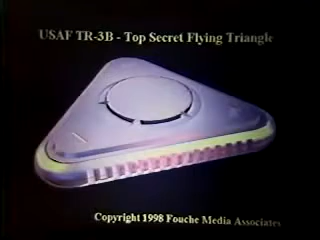 USAF TR-3B - Top Secret Flying Triangle
Copyright 1998 Fouche Media Associates